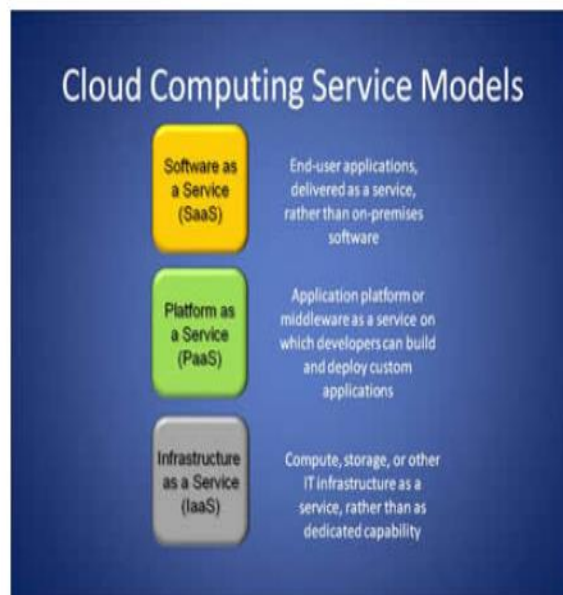 Cloud Computing Service Models
Software as
a Service
(SaaS)
End-user applications,
delivered as a service,
rather than on-premises
software
Platform as
a Service
(PaaS)
Application platform or
middleware as a service on
which developers can build
and deploy custom
applications
Infrastructure
as a Service
(IaaS)
Compute, storage, or other
IT infrastructure as a
service, rather than as
dedicated capability